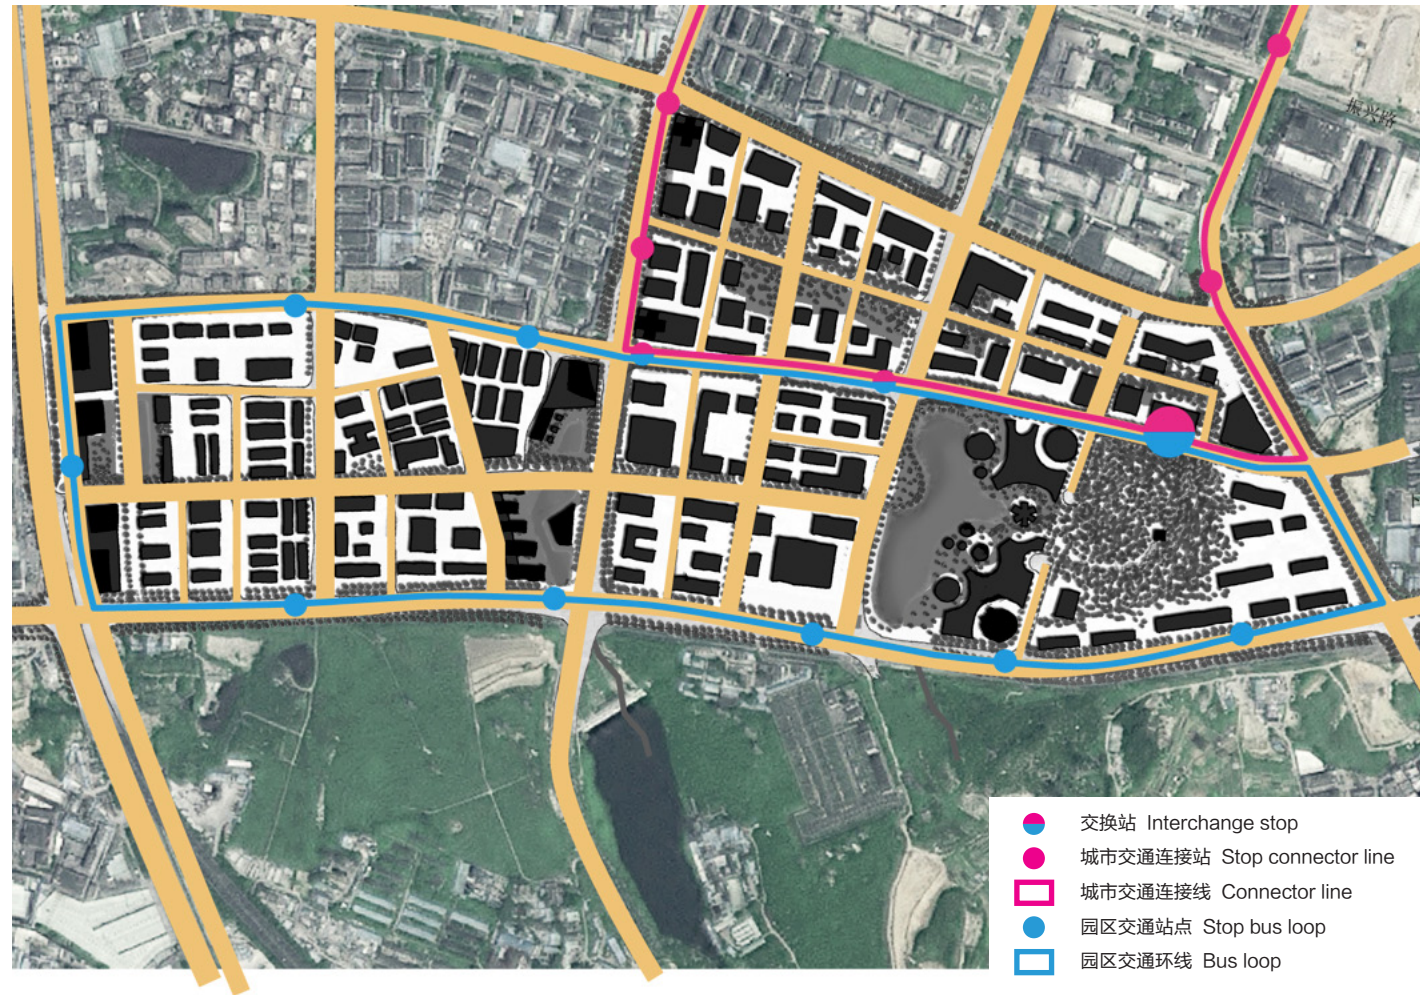 振兴路
交换站 Interchange stop
城市交通连接站 Stop connector line
城市交通连接线 Connector line
园区交通站点 Stop bus loop
园区交通环线 Bus loop